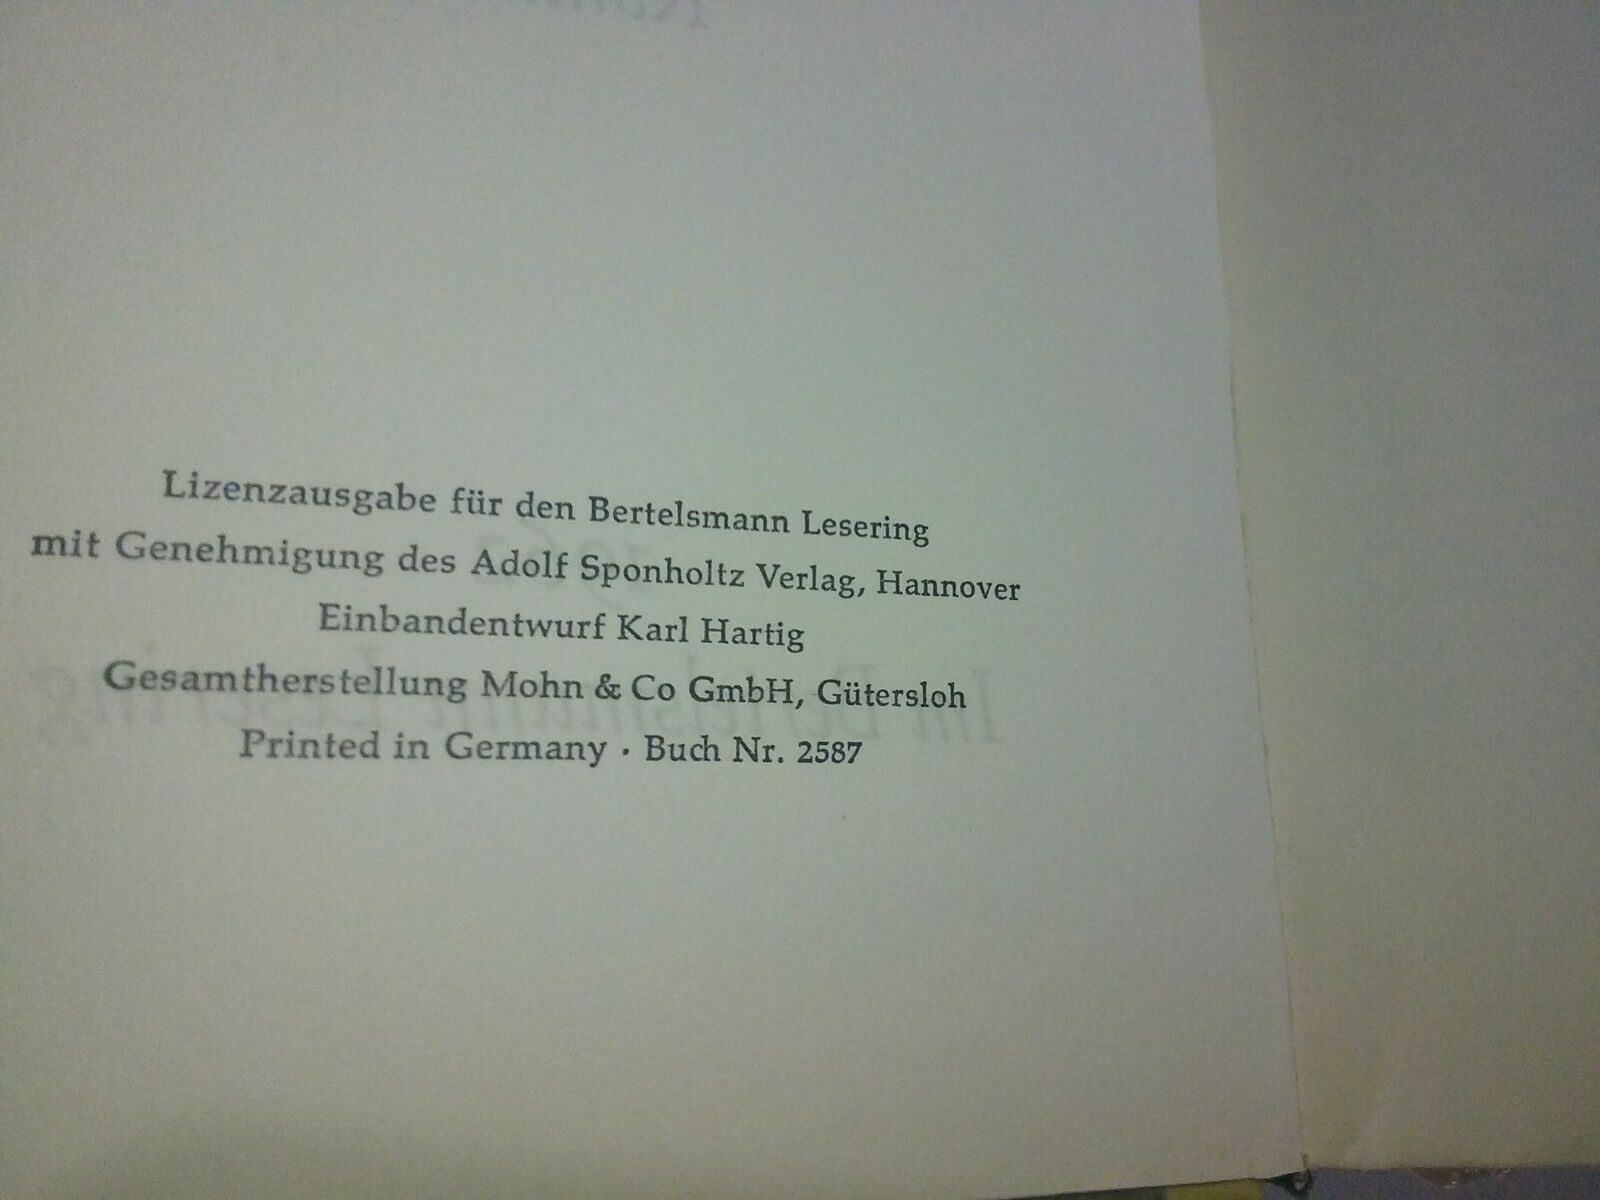 Lizenzausgabe für den Bertelsmann Lesering
mit Genehmigung des Adolf Sponholtz Verlag, Hannover
Einbandentwurf Karl Hartig
Gesamtherstellung Mohn & Co GmbH, Gütersloh
Printed in Germany · Buch Nr. 2587